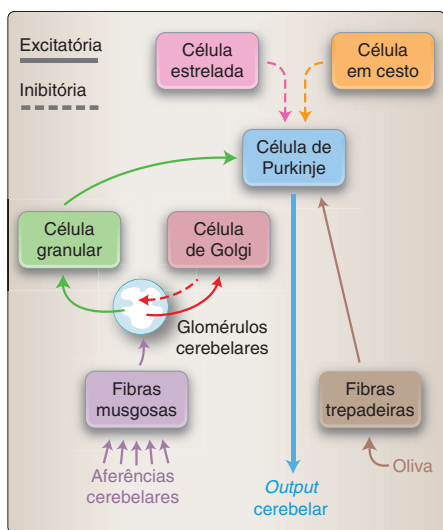 Excitatória
Inibitória
Célula
estrelada
Célula
em cesto
Célula de
Purkinje
Célula
granular
Célula
de Golgi
Glomérulos
cerebelares
Fibras
musgosas
Fibras
trepadeiras
Aferências
cerebelares
Output
cerebelar
Oliva